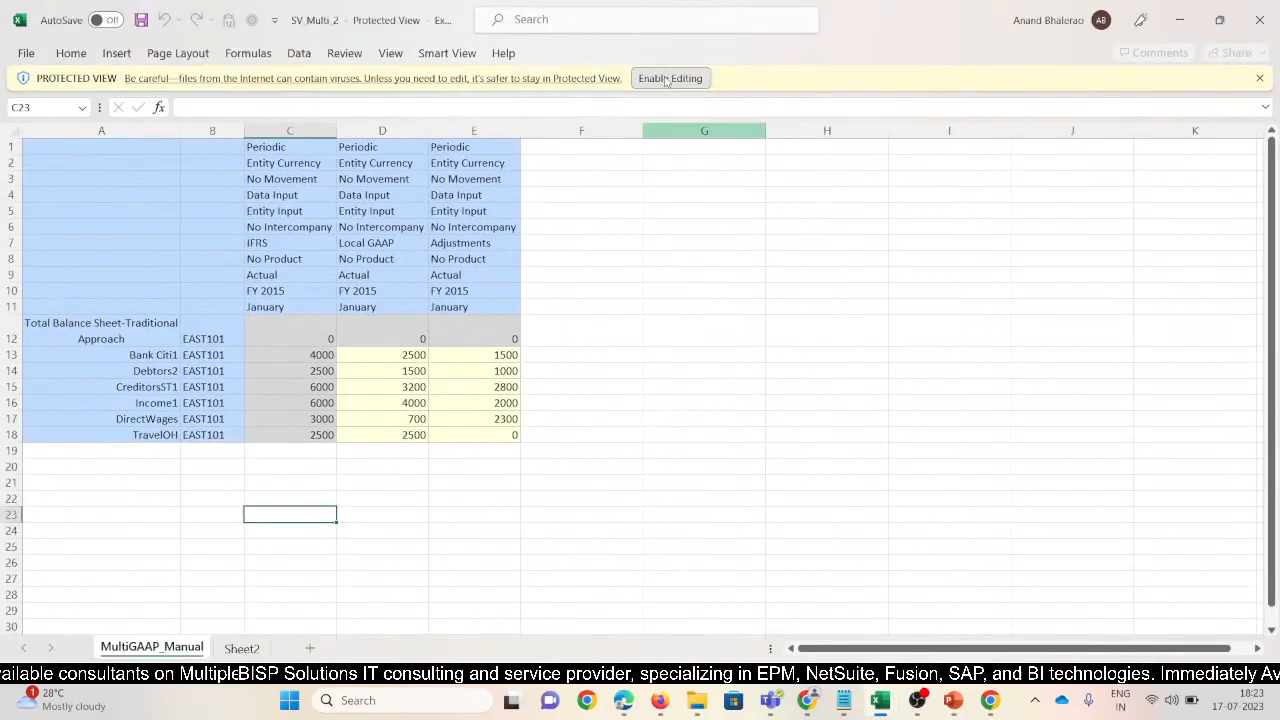 AutoSave Off SV_Multi_2 - Protected View - Ex... Search Anand Bhalerao AB
File Home Insert Page Layout Formulas Data Review View Smart View Help Comments Share
PROTECTED VIEW Be careful—files from the Internet can contain viruses. Unless you need to edit, it's safer to stay in Protected View. Enable Editing
C23 fx
A B C D E F G H I J K
1 Periodic Periodic Periodic
2 Entity Currency Entity Currency Entity Currency
3 No Movement No Movement No Movement
4 Data Input Data Input Data Input
5 Entity Input Entity Input Entity Input
6 No Intercompany No Intercompany No Intercompany
7 IFRS Local GAAP Adjustments
8 No Product No Product No Product
9 Actual Actual Actual
10 FY 2015 FY 2015 FY 2015
11 January January January
Total Balance Sheet-Traditional
12 Approach EAST101 0 0 0
13 Bank Citi1 EAST101 4000 2500 1500
14 Debtors2 EAST101 2500 1500 1000
15 CreditorsST1 EAST101 6000 3200 2800
16 Income1 EAST101 6000 4000 2000
17 DirectWages EAST101 3000 700 2300
18 TravelOH EAST101 2500 2500 0
19
20
21
22
23
24
25
26
27
28
29
30
MultiGAAP_Manual Sheet2
vailable consultants on MultipleBISP Solutions IT consulting and service provider, specializing in EPM, NetSuite, Fusion, SAP, and BI technologies. Immediately Av
1 28°C Search ENG 18:23
Mostly cloudy IN 17-07-2023